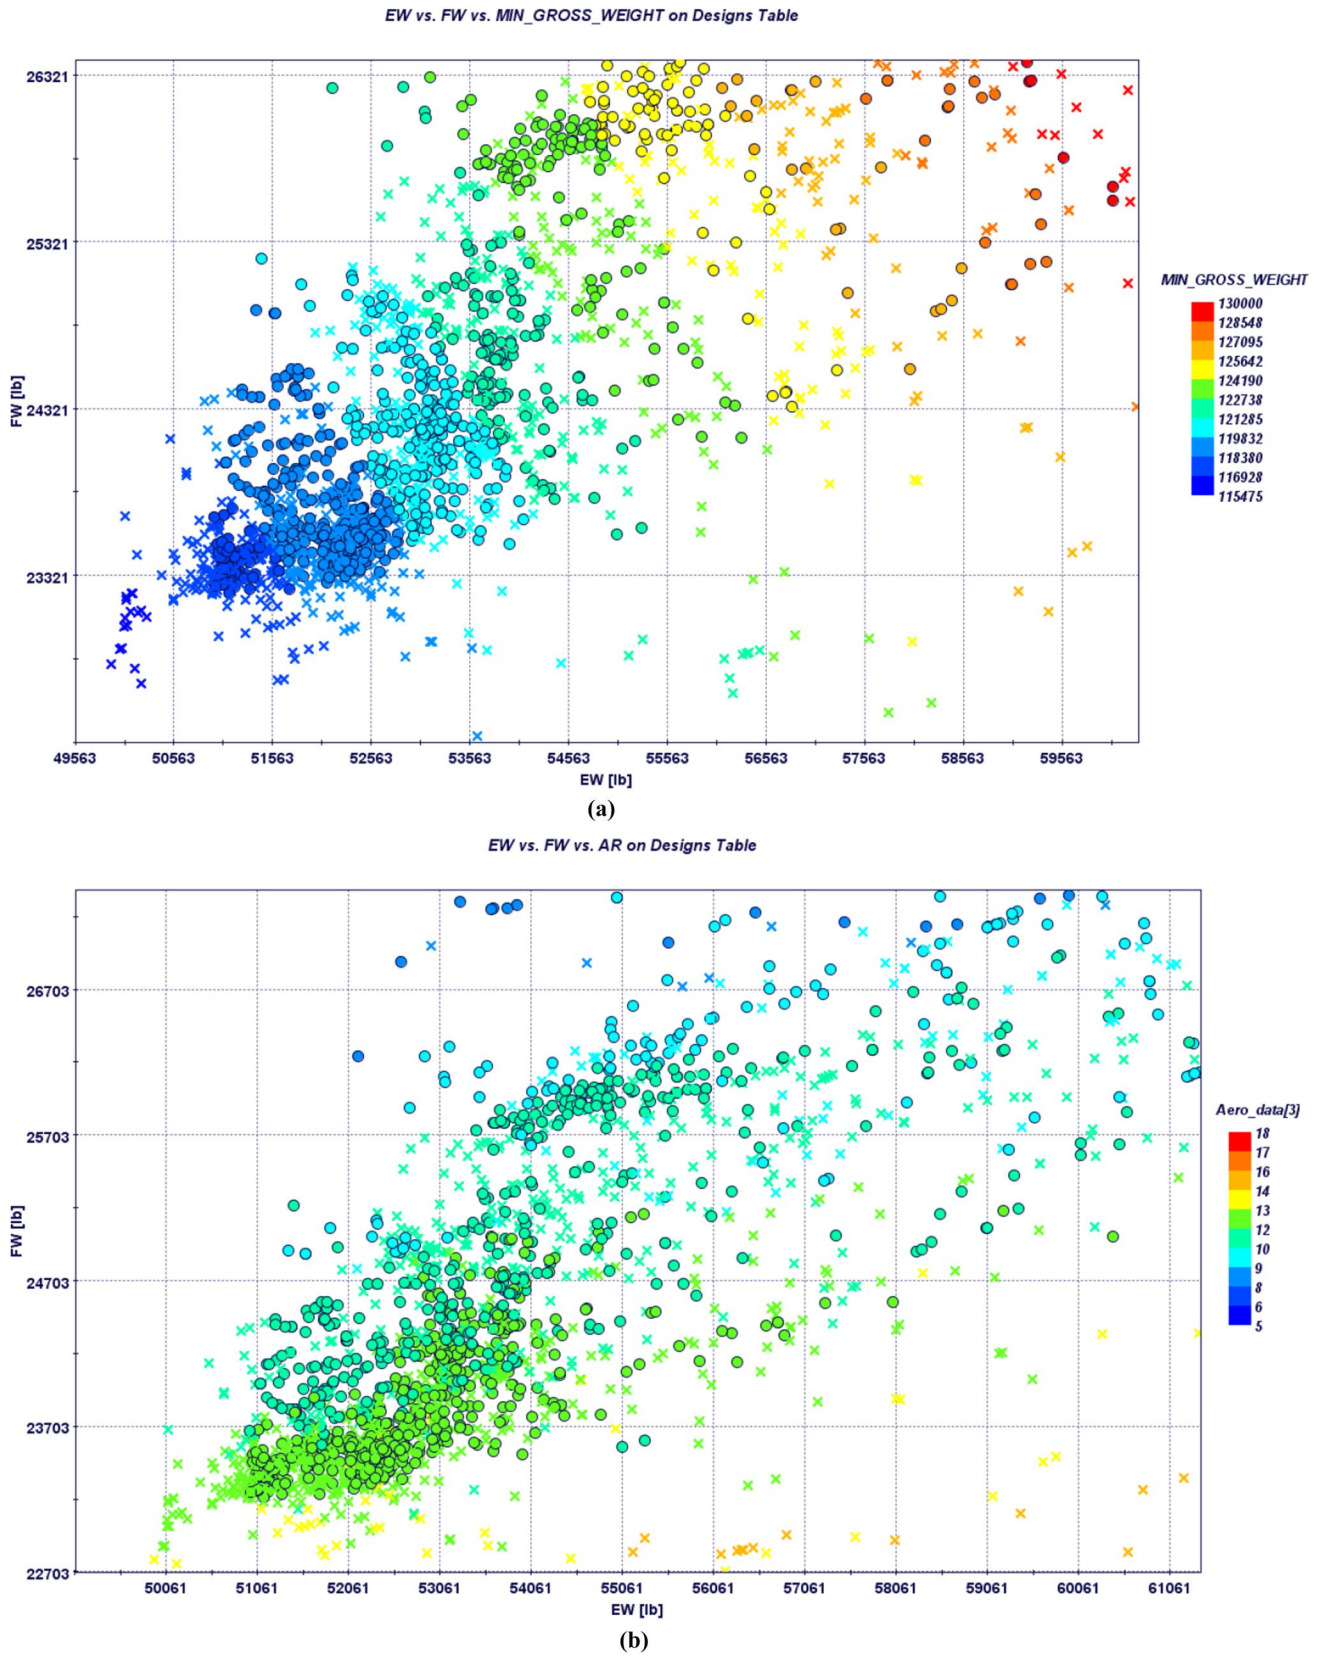 EW vs. FW vs. MIN_GROSS_WEIGHT on Designs Table
26321
25321
24321
23321
FW [lb]
49563 50563 51563 52563 53563 54563 55563 56563 57563 58563 59563
EW [lb]
MIN_GROSS_WEIGHT
130000
128548
127095
125642
124190
122738
121285
119832
118380
116928
115475
(a)
EW vs. FW vs. AR on Designs Table
26703
25703
24703
23703
22703
FW [lb]
50061 51061 52061 53061 54061 55061 56061 57061 58061 59061 60061 61061
EW [lb]
Aero_data[3]
18
17
16
14
13
12
10
9
8
6
5
(b)